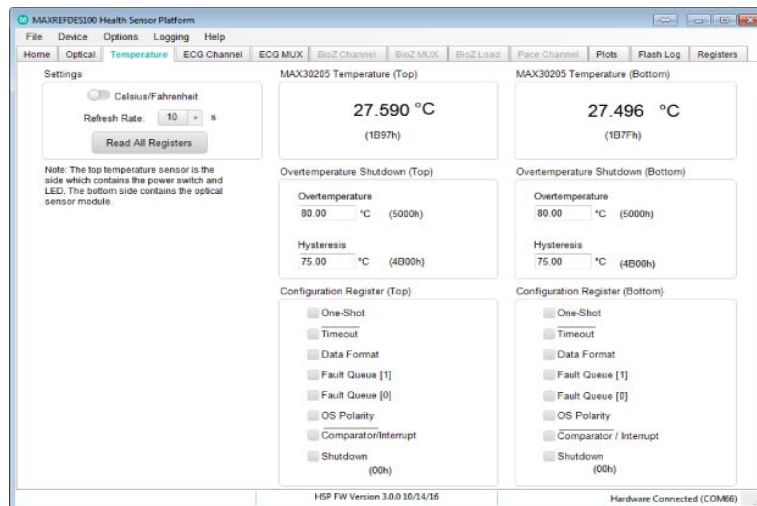 MAXREFDES100 Health Sensor Platform
File Device Options Logging Help
Home Optical Temperature ECG Channel ECG MUX BioZ Channel BioZ MUX BioZ Load Pace Channel Plots Flash Log Registers
Settings
Celsius/Fahrenheit
Refresh Rate: 10 s
Read All Registers
Note: The top temperature sensor is the
side which contains the power switch and
LED. The bottom side contains the optical
sensor module.
MAX30205 Temperature (Top)
27.590 °C
(1B97h)
Overtemperature Shutdown (Top)
Overtemperature
80.00 °C (5000h)
Hysteresis
75.00 °C (4B00h)
Configuration Register (Top)
One-Shot
Timeout
Data Format
Fault Queue [1]
Fault Queue [0]
OS Polarity
Comparator/Interrupt
Shutdown
(00h)
MAX30205 Temperature (Bottom)
27.496 °C
(1B7Fh)
Overtemperature Shutdown (Bottom)
Overtemperature
80.00 °C (5000h)
Hysteresis
75.00 °C (4B00h)
Configuration Register (Bottom)
One-Shot
Timeout
Data Format
Fault Queue [1]
Fault Queue [0]
OS Polarity
Comparator / Interrupt
Shutdown
(00h)
HSP FW Version 3.0.0 10/14/16
Hardware Connected (COM66)